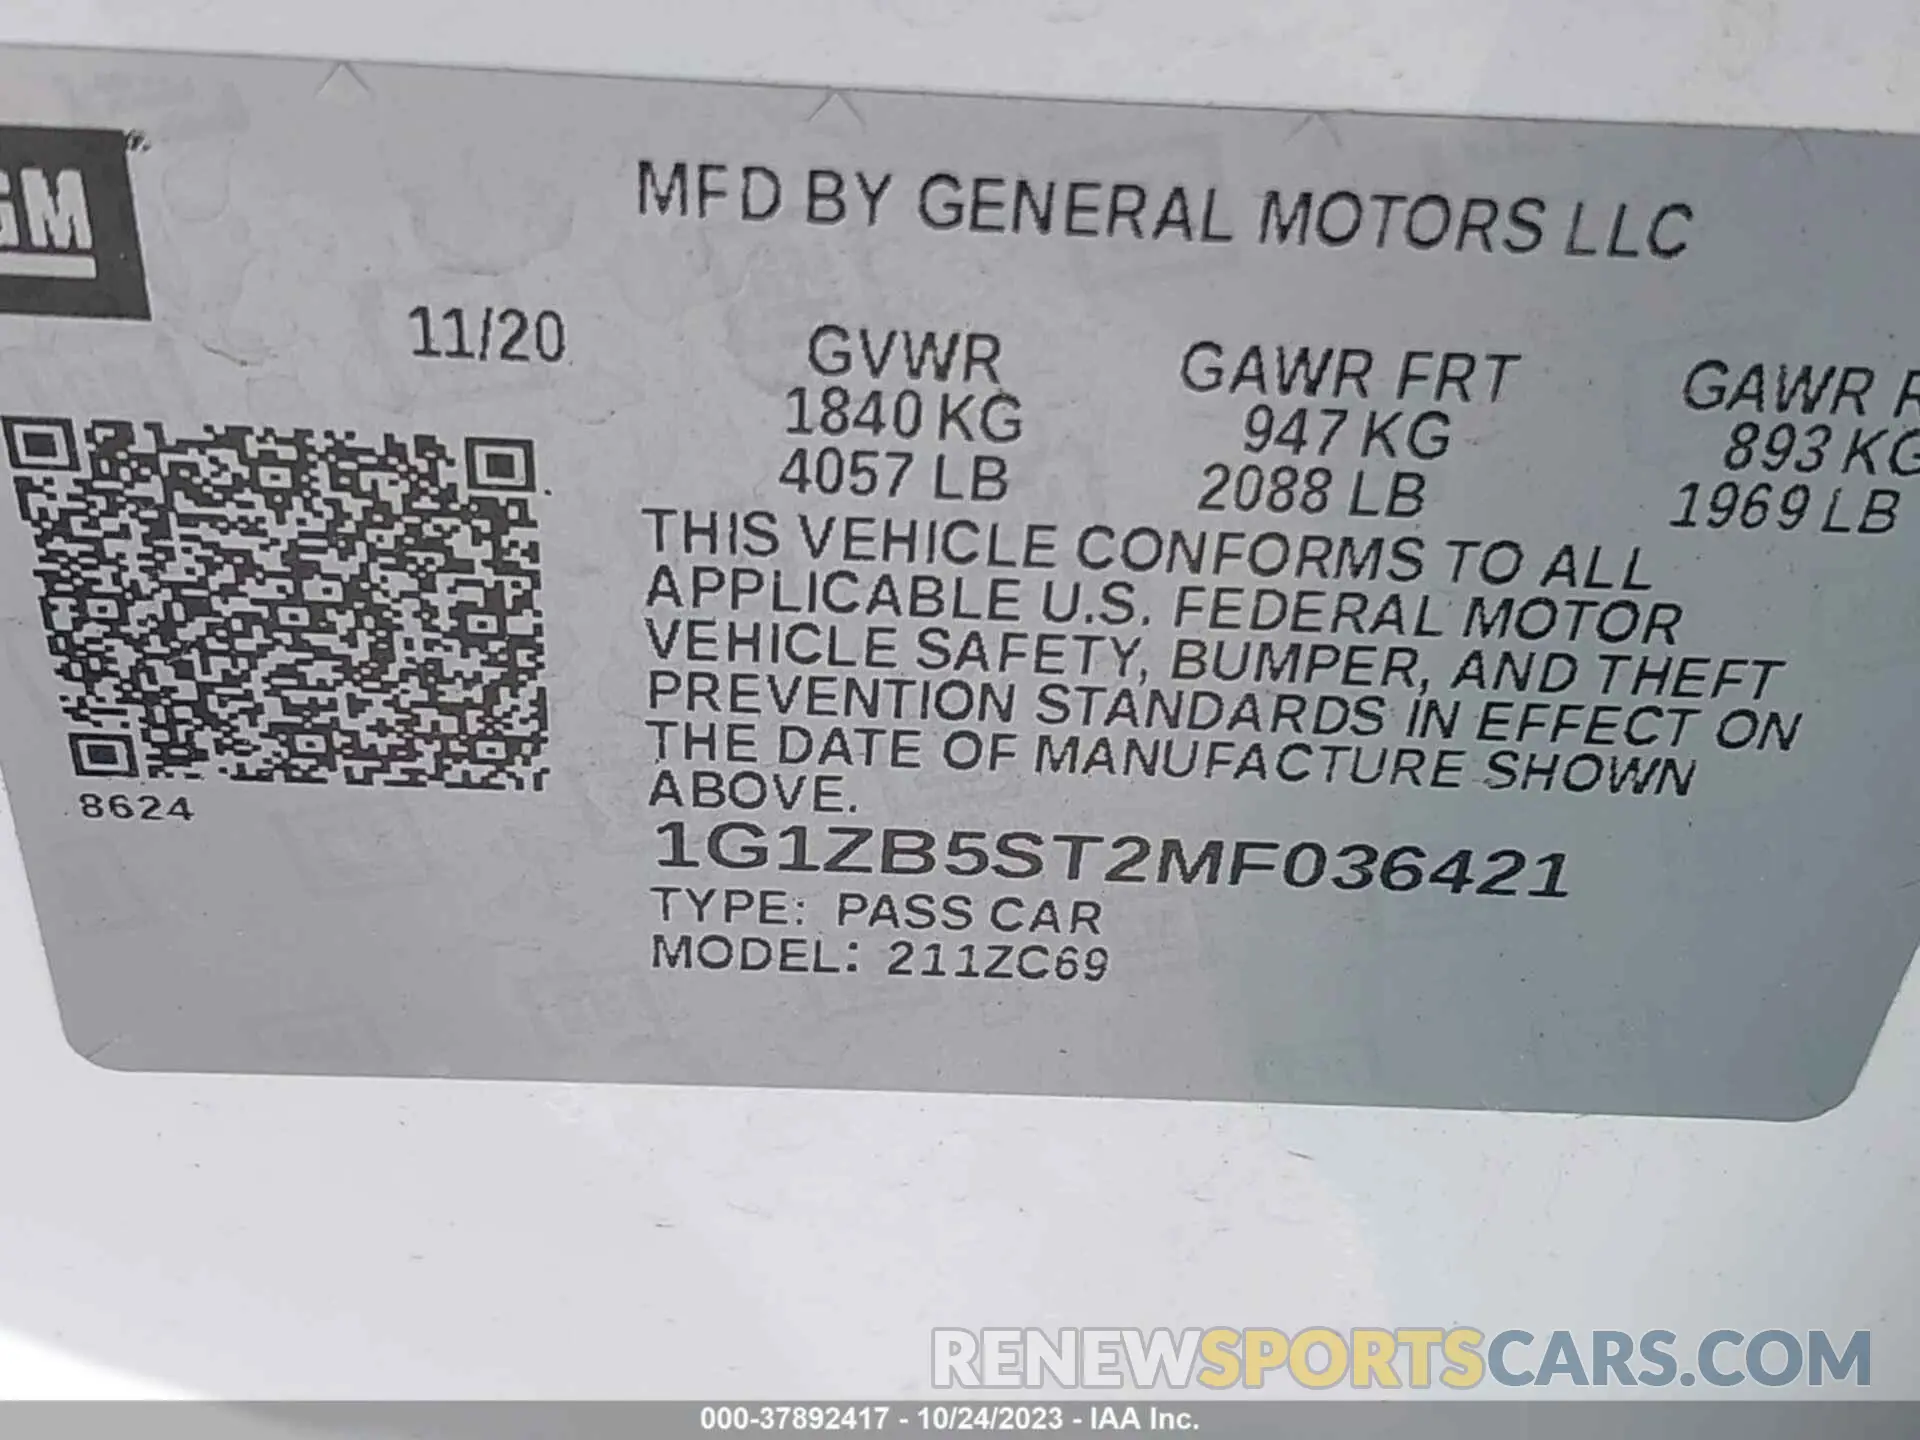 GM
MFD BY GENERAL MOTORS LLC
11/20
GVWR GAWR FRT GAWR
1840 KG 947 KG 893 KG
4057 LB 2088 LB 1969 LB
THIS VEHICLE CONFORMS TO ALL
APPLICABLE U.S. FEDERAL MOTOR
VEHICLE SAFETY, BUMPER, AND THEFT
PREVENTION STANDARDS IN EFFECT ON
THE DATE OF MANUFACTURE SHOWN
ABOVE.
8624
1G1ZB5ST2MF036421
TYPE: PASS CAR
MODEL: 211ZC69
RENEWSPORTSCARS.COM
000-37892417 - 10/24/2023 - IAA Inc.